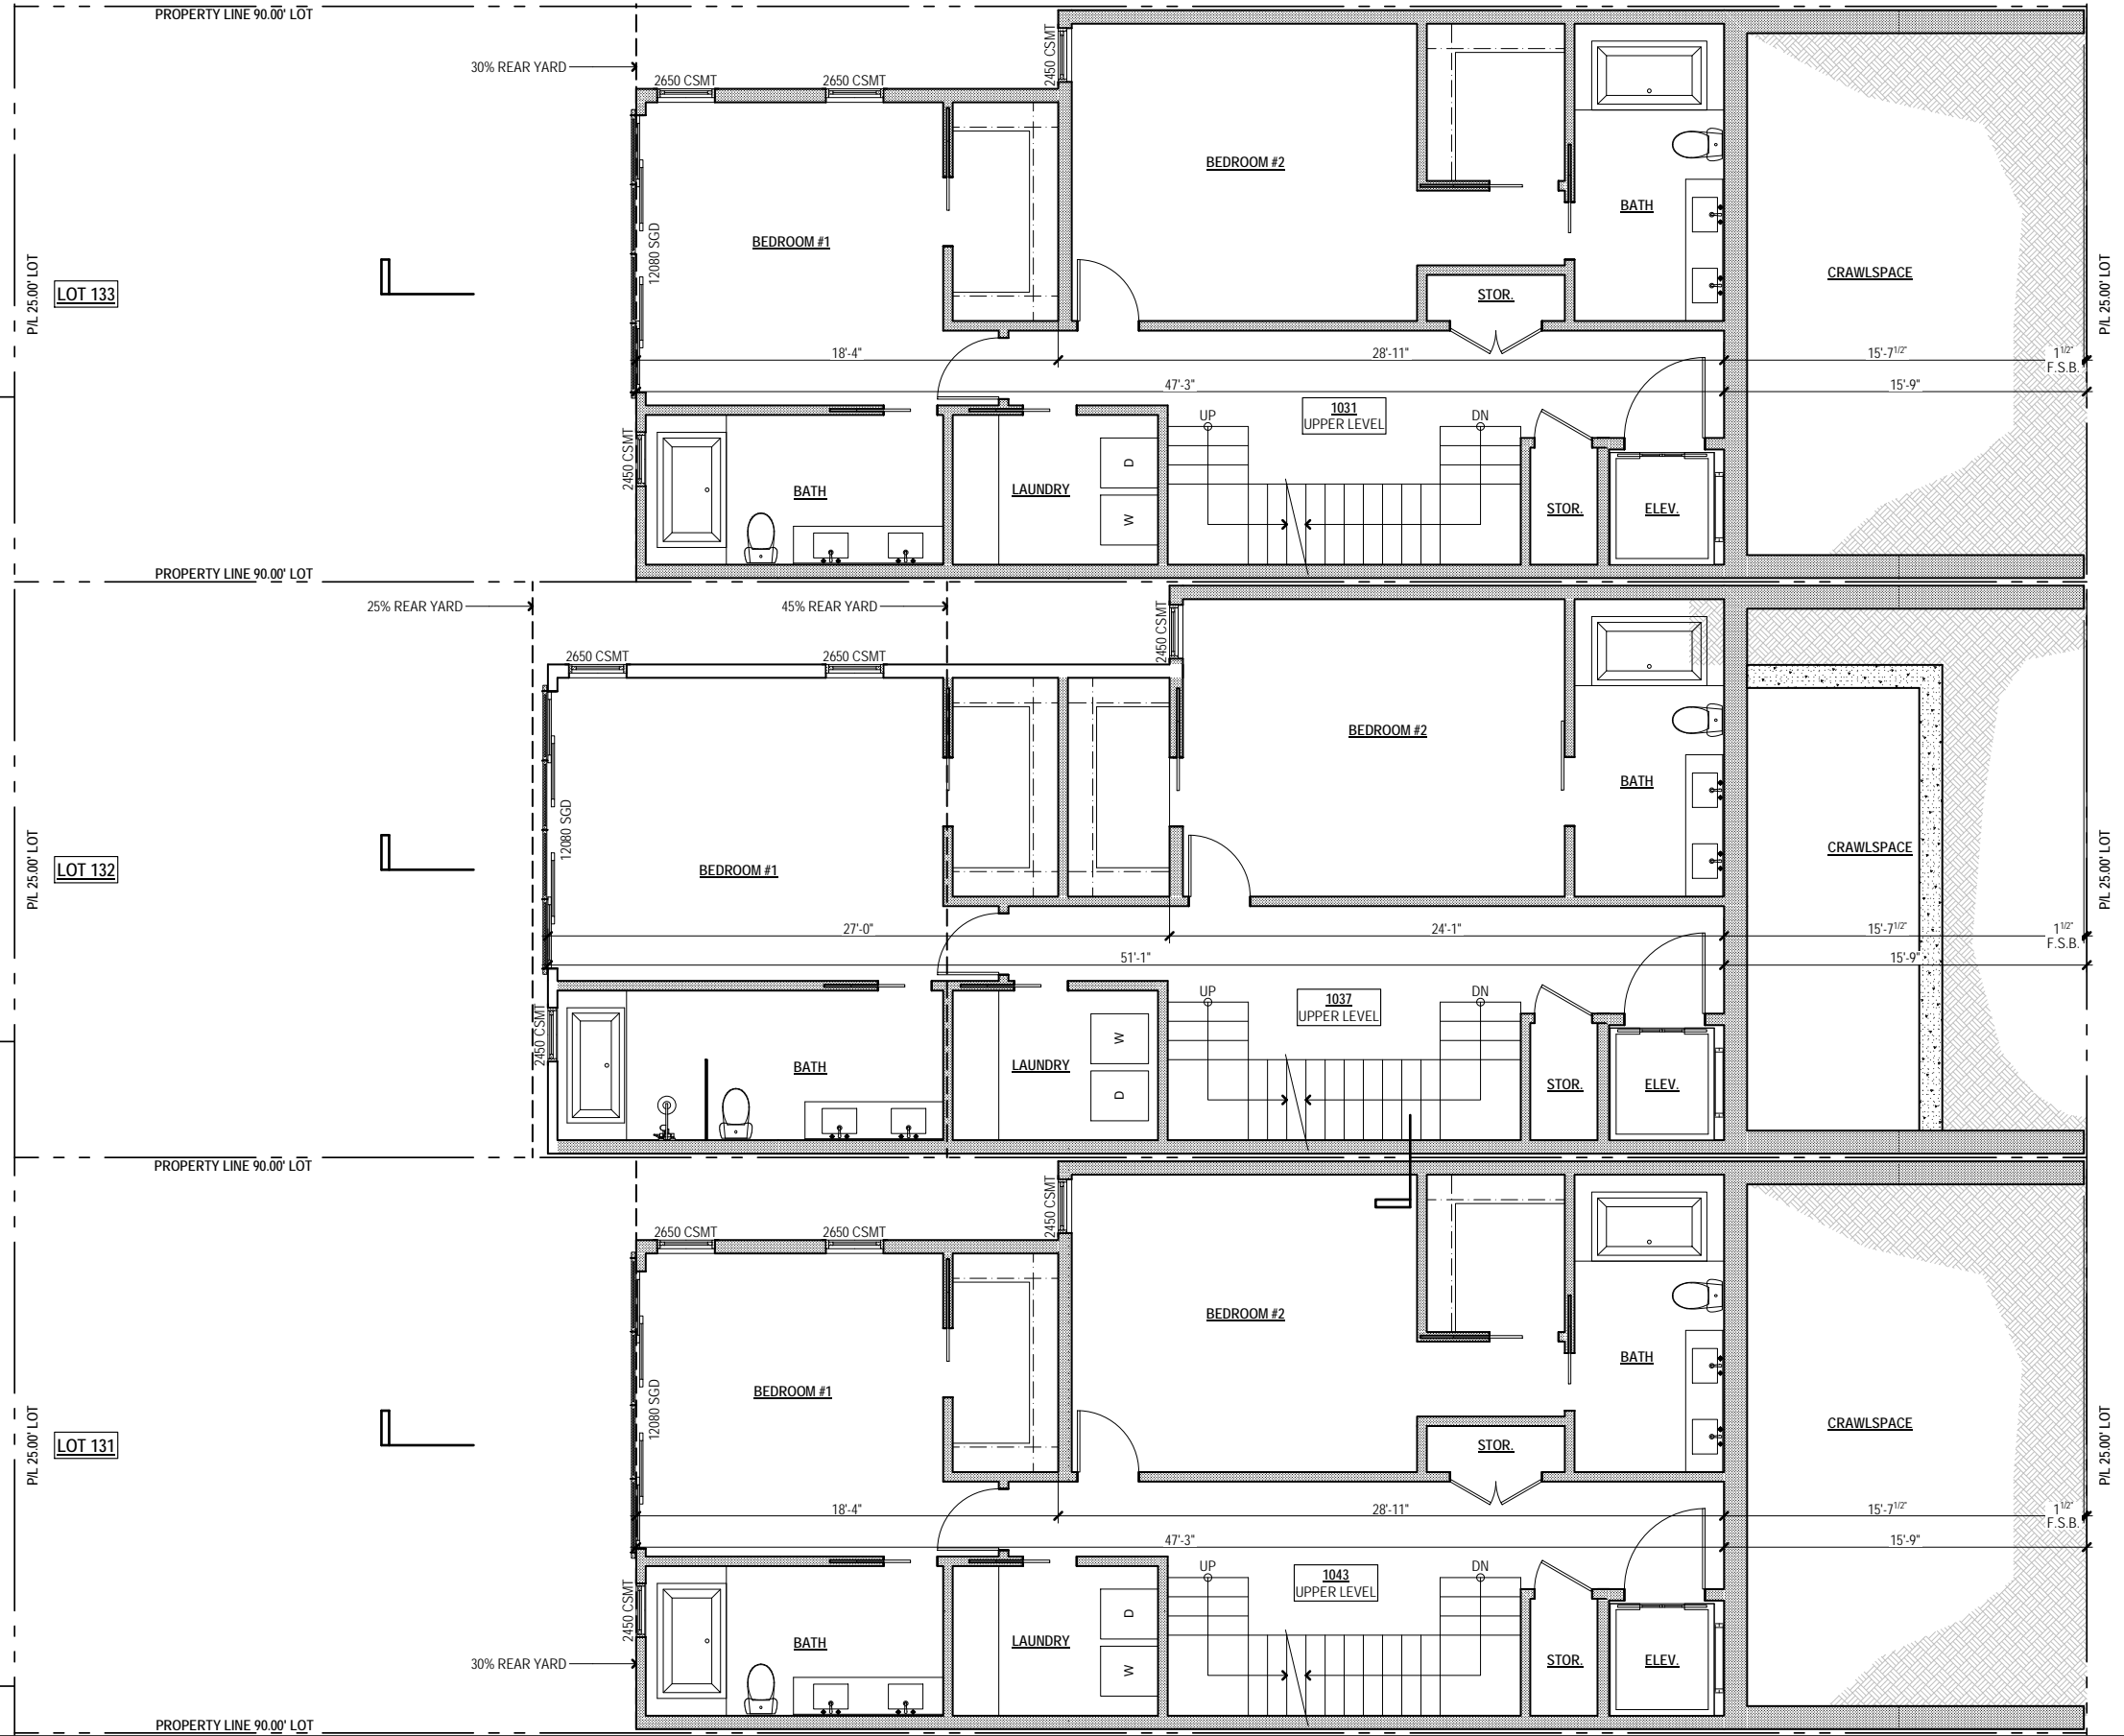 PROPERTY LINE 90.00' LOT
30% REAR YARD
2650 CSMT
2650 CSMT
2450 CSMT
BEDROOM #2
BATH
BEDROOM #1
12080 SGD
P/L 25.00' LOT
LOT 133
STOR.
CRAWLSPACE
P/L 25.00' LOT
18'-4"
28'-11"
15'-7 1/2"
1 1/2"
F.S.B.
47'-3"
15'-9"
UP
1031
UPPER LEVEL
DN
2450 CSMT
BATH
LAUNDRY
D
W
STOR.
ELEV.
PROPERTY LINE 90.00' LOT
25% REAR YARD
45% REAR YARD
2650 CSMT
2650 CSMT
2450 CSMT
BEDROOM #2
BATH
12080 SGD
BEDROOM #1
P/L 25.00' LOT
LOT 132
CRAWLSPACE
P/L 25.00' LOT
27'-0"
24'-1"
15'-7 1/2"
1 1/2"
F.S.B.
51'-1"
15'-9"
UP
1037
UPPER LEVEL
DN
2450 CSMT
BATH
LAUNDRY
W
D
STOR.
ELEV.
PROPERTY LINE 90.00' LOT
2650 CSMT
2650 CSMT
2450 CSMT
BEDROOM #2
BATH
BEDROOM #1
12080 SGD
P/L 25.00' LOT
LOT 131
STOR.
CRAWLSPACE
P/L 25.00' LOT
18'-4"
28'-11"
15'-7 1/2"
1 1/2"
F.S.B.
47'-3"
15'-9"
UP
1043
UPPER LEVEL
DN
2450 CSMT
BATH
LAUNDRY
D
W
STOR.
ELEV.
30% REAR YARD
PROPERTY LINE 90.00' LOT